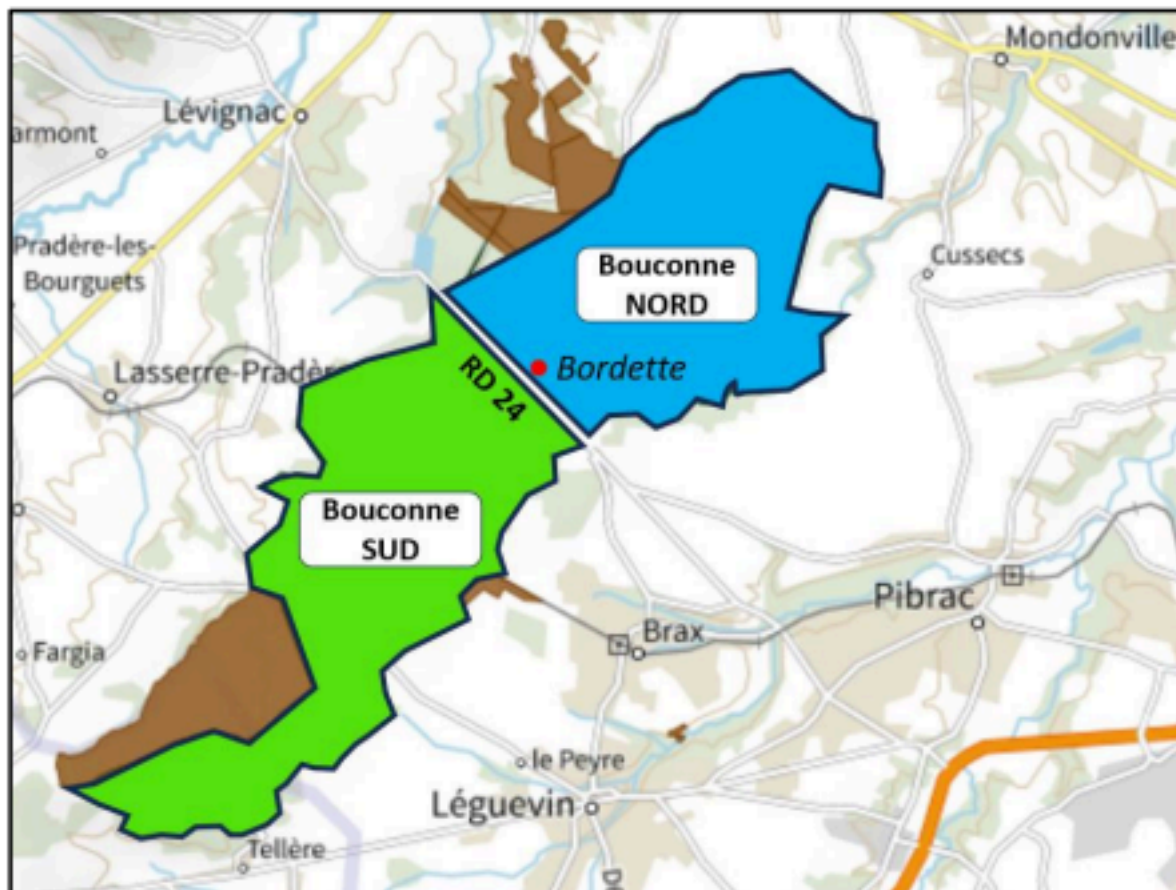 Mondonville
Lévignac
armont
Pradère-les-
Bourguets
Bouconne
NORD
Cussecs
Bordette
RD 24
Lasserre-Pradèr
Bouconne
SUD
Pibrac
Brax
Fargia
le Peyre
Léguevin
Tellère